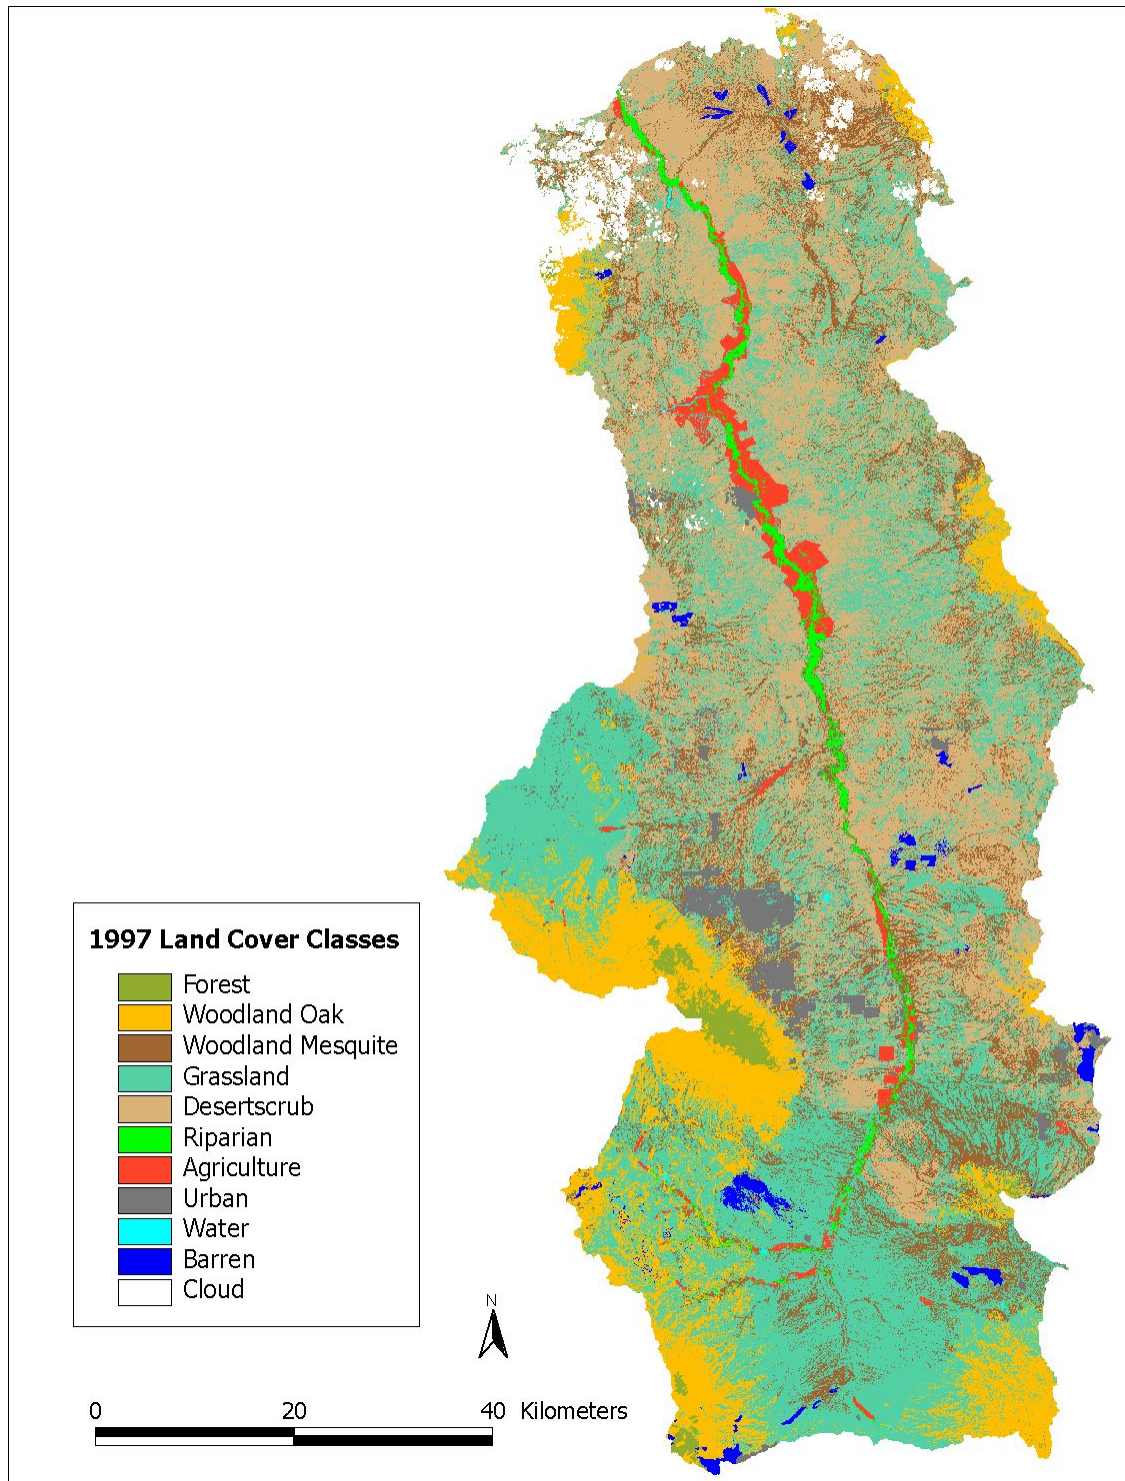 1997 Land Cover Classes
Forest
Woodland Oak
Woodland Mesquite
Grassland
Desertscrub
Riparian
Agriculture
Urban
Water
Barren
Cloud
N
0 20 40 Kilometers